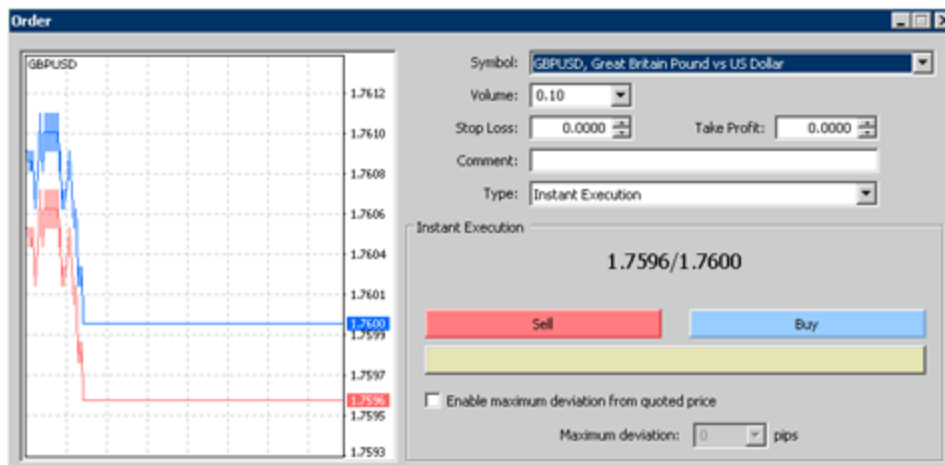 Order
GBPUSD
1.7612
1.7610
1.7608
1.7606
1.7604
1.7601
1.7600
1.7599
1.7597
1.7596
1.7595
1.7593
Symbol: GBPUSD, Great Britain Pound vs US Dollar
Volume: 0.10
Stop Loss: 0.0000 Take Profit: 0.0000
Comment:
Type: Instant Execution
Instant Execution
1.7596/1.7600
Sell Buy
Enable maximum deviation from quoted price
Maximum deviation: 0 pips